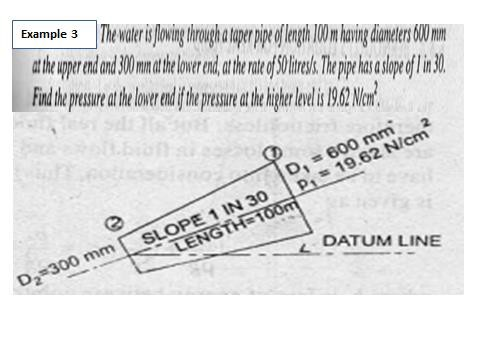 Example 3
The water is flowing through a taper pipe of length 100 m having diameters 600 mm
at the upper end and 300 mm at the lower end, at the rate of 50 litres/s. The pipe has a slope of 1 in 30.
Find the pressure at the lower end if the pressure at the higher level is 19.62 N/cm².
① D₁ = 600 mm
P₁ = 19.62 N/cm²
SLOPE 1 IN 30
LENGTH=100m
②
D₂=300 mm
DATUM LINE